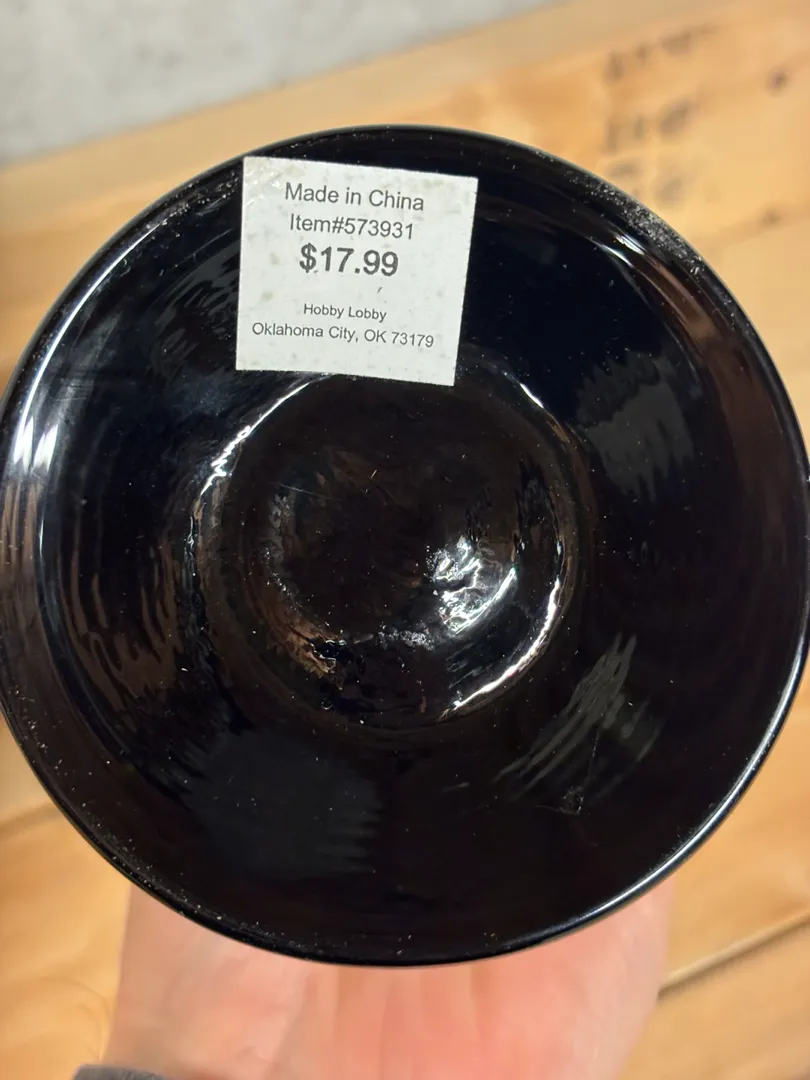 Made in China
Item#573931
$17.99
Hobby Lobby
Oklahoma City, OK 73179